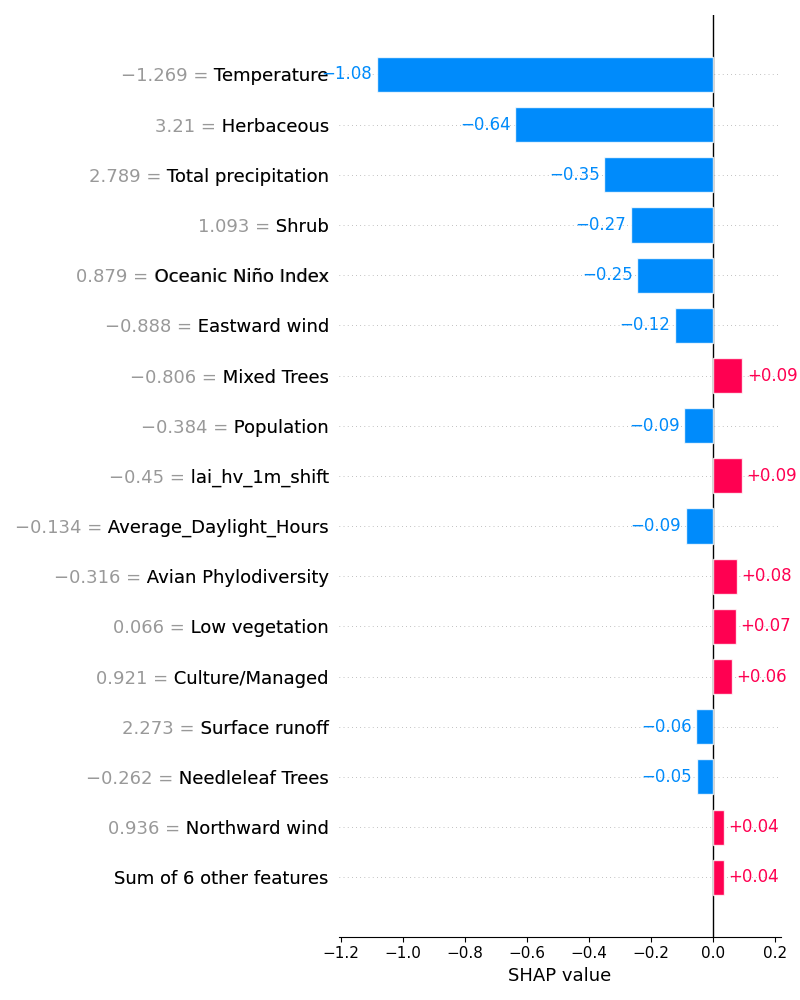 −1.269 = Temperature −1.08
3.21 = Herbaceous −0.64
2.789 = Total precipitation −0.35
1.093 = Shrub −0.27
0.879 = Oceanic Niño Index −0.25
−0.888 = Eastward wind −0.12
−0.806 = Mixed Trees +0.09
−0.384 = Population −0.09
−0.45 = lai_hv_1m_shift +0.09
−0.134 = Average_Daylight_Hours −0.09
−0.316 = Avian Phylodiversity +0.08
0.066 = Low vegetation +0.07
0.921 = Culture/Managed +0.06
2.273 = Surface runoff −0.06
−0.262 = Needleleaf Trees −0.05
0.936 = Northward wind +0.04
Sum of 6 other features +0.04
−1.2 −1.0 −0.8 −0.6 −0.4 −0.2 0.0 0.2
SHAP value